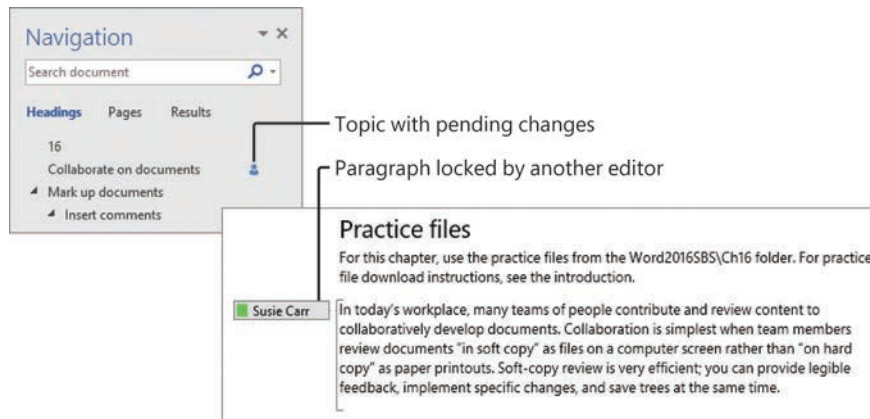 Navigation
Search document
Headings Pages Results
16
Collaborate on documents
Mark up documents
Insert comments
Topic with pending changes
Paragraph locked by another editor
Practice files
For this chapter, use the practice files from the Word2016SBS\Ch16 folder. For practice
file download instructions, see the introduction.
Susie Carr
In today's workplace, many teams of people contribute and review content to
collaboratively develop documents. Collaboration is simplest when team members
review documents "in soft copy" as files on a computer screen rather than "on hard
copy" as paper printouts. Soft-copy review is very efficient; you can provide legible
feedback, implement specific changes, and save trees at the same time.